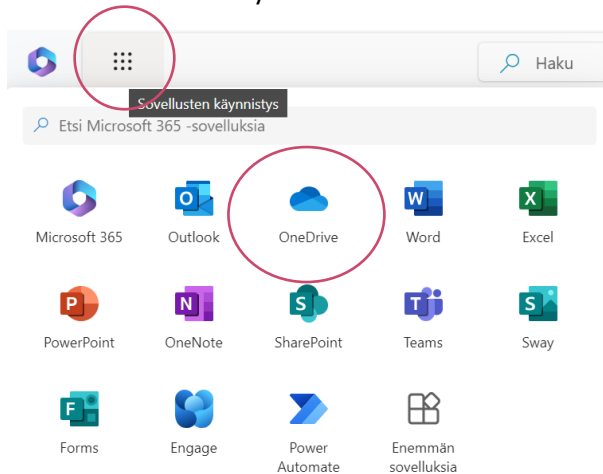 Haku
Sovellusten käynnistys
Etsi Microsoft 365 -sovelluksia
Microsoft 365 Outlook OneDrive Word Excel
PowerPoint OneNote SharePoint Teams Sway
Forms Engage Power Automate Enemmän sovelluksia